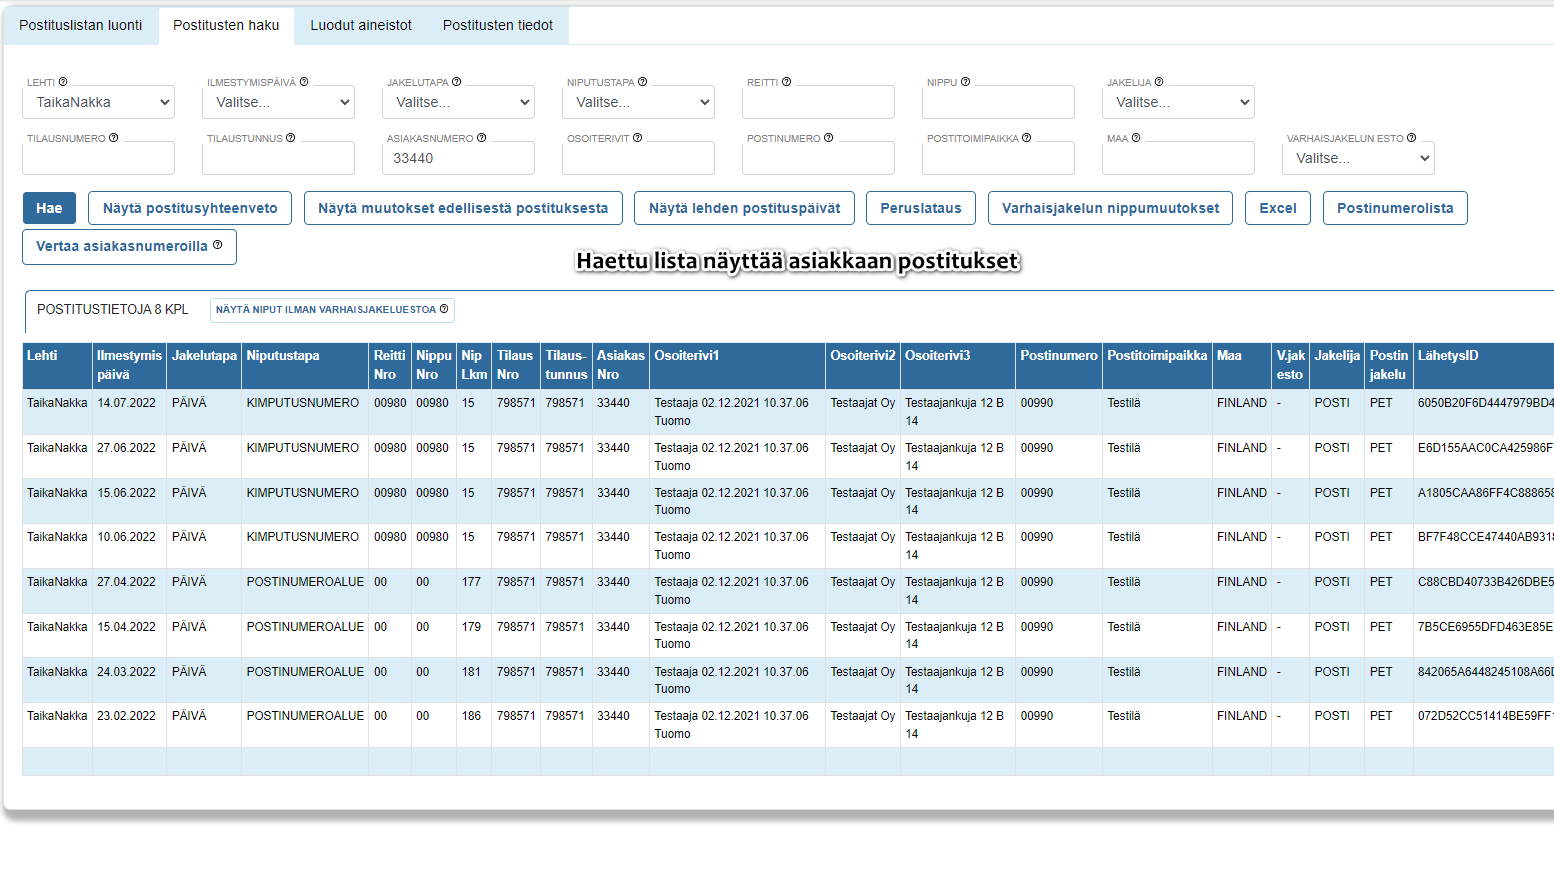 Postituslistan luonti Postitusten haku Luodut aineistot Postitusten tiedot
LEHTI ILMESTYMISPÄIVÄ JAKELUTAPA NIPUTUSTAPA REITTI NIPPU JAKELIJA
TaikaNakka Valitse... Valitse... Valitse... Valitse...
TILAUSNUMERO TILAUSTUNNUS ASIAKASNUMERO OSOITERIVIT POSTINUMERO POSTITOIMIPAIKKA MAA VARHAISJAKELUN ESTO
33440 Valitse...
Hae Näytä postitusyhteenveto Näytä muutokset edellisestä postituksesta Näytä lehden postituspäivät Peruslataus Varhaisjakelun nippumuutokset Excel Postinumerolista
Vertaa asiakasnumeroilla
Haettu lista näyttää asiakkaan postitukset
POSTITUSTIETOJA 8 KPL NÄYTÄ NIPUT ILMAN VARHAISJAKELUESTOA
Lehti Ilmestymis Jakelutapa Niputustapa Reitti Nippu Nip Tilaus Tilaus- Asiakas Osoiterivi1 Osoiterivi2 Osoiterivi3 Postinumero Postitoimipaikka Maa V.jak Jakelija Postin LähetysID
päivä Nro Nro Lkm Nro tunnus Nro esto jakelu
TaikaNakka 14.07.2022 PÄIVÄ KIMPUTUSNUMERO 00980 00980 15 798571 798571 33440 Testaaja 02.12.2021 10.37.06 Testaajat Oy Testaajankuja 12 B 00990 Testilä FINLAND - POSTI PET 6050B20F6D4447979BD4
Tuomo 14
TaikaNakka 27.06.2022 PÄIVÄ KIMPUTUSNUMERO 00980 00980 15 798571 798571 33440 Testaaja 02.12.2021 10.37.06 Testaajat Oy Testaajankuja 12 B 00990 Testilä FINLAND - POSTI PET E6D155AAC0CA425986F
Tuomo 14
TaikaNakka 15.06.2022 PÄIVÄ KIMPUTUSNUMERO 00980 00980 15 798571 798571 33440 Testaaja 02.12.2021 10.37.06 Testaajat Oy Testaajankuja 12 B 00990 Testilä FINLAND - POSTI PET A1805CAA86FF4C888658
Tuomo 14
TaikaNakka 10.06.2022 PÄIVÄ KIMPUTUSNUMERO 00980 00980 15 798571 798571 33440 Testaaja 02.12.2021 10.37.06 Testaajat Oy Testaajankuja 12 B 00990 Testilä FINLAND - POSTI PET BF7F48CCE47440AB9318
Tuomo 14
TaikaNakka 27.04.2022 PÄIVÄ POSTINUMEROALUE 00 00 177 798571 798571 33440 Testaaja 02.12.2021 10.37.06 Testaajat Oy Testaajankuja 12 B 00990 Testilä FINLAND - POSTI PET C88CBD40733B426DBE5
Tuomo 14
TaikaNakka 15.04.2022 PÄIVÄ POSTINUMEROALUE 00 00 179 798571 798571 33440 Testaaja 02.12.2021 10.37.06 Testaajat Oy Testaajankuja 12 B 00990 Testilä FINLAND - POSTI PET 7B5CE6955DFD463E85E
Tuomo 14
TaikaNakka 24.03.2022 PÄIVÄ POSTINUMEROALUE 00 00 181 798571 798571 33440 Testaaja 02.12.2021 10.37.06 Testaajat Oy Testaajankuja 12 B 00990 Testilä FINLAND - POSTI PET 842065A6448245108A66D
Tuomo 14
TaikaNakka 23.02.2022 PÄIVÄ POSTINUMEROALUE 00 00 186 798571 798571 33440 Testaaja 02.12.2021 10.37.06 Testaajat Oy Testaajankuja 12 B 00990 Testilä FINLAND - POSTI PET 072D52CC51414BE59FF
Tuomo 14